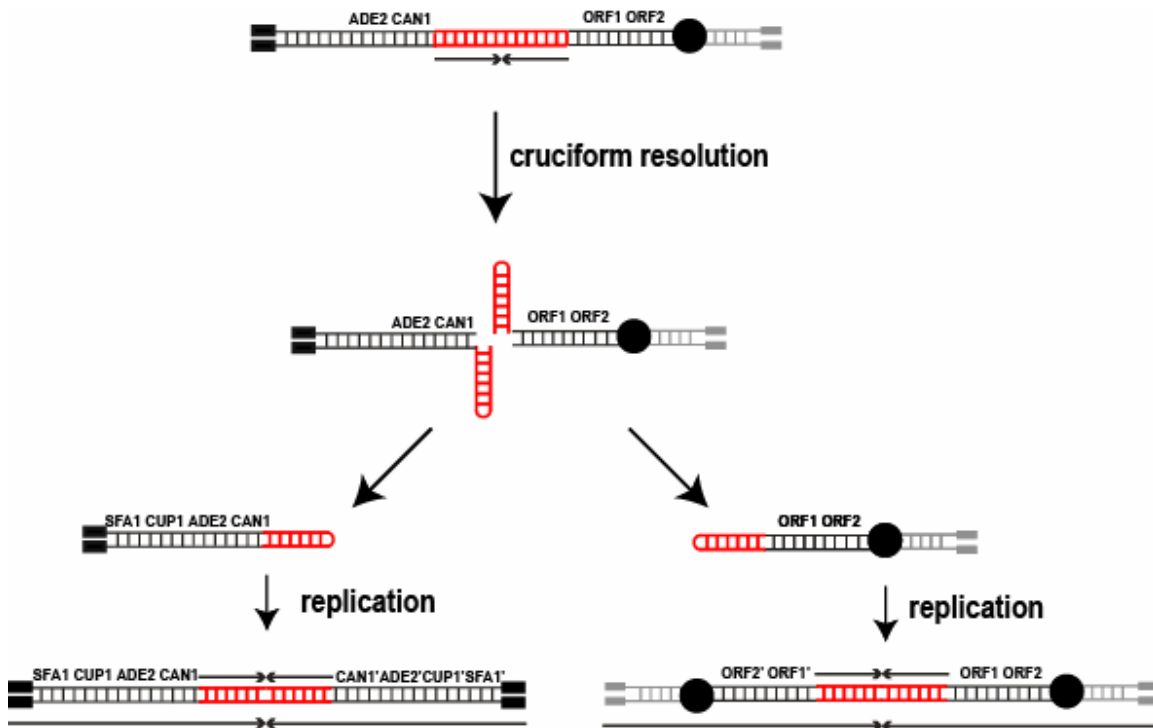 ADE2 CAN1 ORF1 ORF2
cruciform resolution
ADE2 CAN1 ORF1 ORF2
SFA1 CUP1 ADE2 CAN1 ORF1 ORF2
replication replication
SFA1 CUP1 ADE2 CAN1 CAN1'ADE2'CUP1'SFA1' ORF2' ORF1' ORF1 ORF2